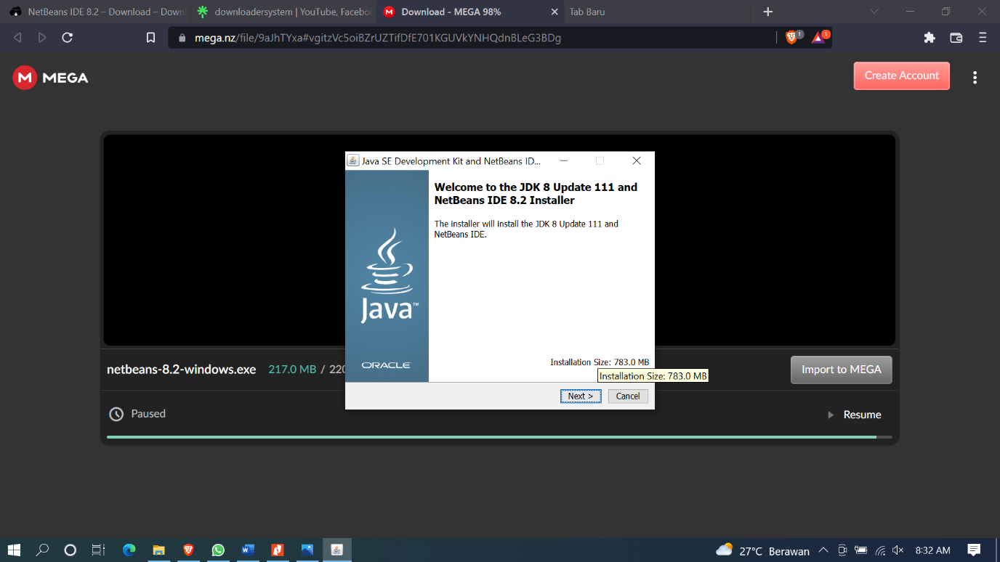 NetBeans IDE 8.2 – Download – Down
downloadersystem | YouTube, Facebo
Download - MEGA 98%
Tab Baru
mega.nz/file/9aJhTYxa#vgitzVc5oiBZrUZTifDfE701KGUVkYNHQdnBLeG3BDg
1
1
M MEGA
Create Account
Java SE Development Kit and NetBeans ID...
Welcome to the JDK 8 Update 111 and
NetBeans IDE 8.2 Installer
The installer will install the JDK 8 Update 111 and
NetBeans IDE.
Java™
ORACLE
Installation Size: 783.0 MB
Installation Size: 783.0 MB
Next >
Cancel
netbeans-8.2-windows.exe
217.0 MB / 220
Import to MEGA
Paused
Resume
27°C Berawan
8:32 AM